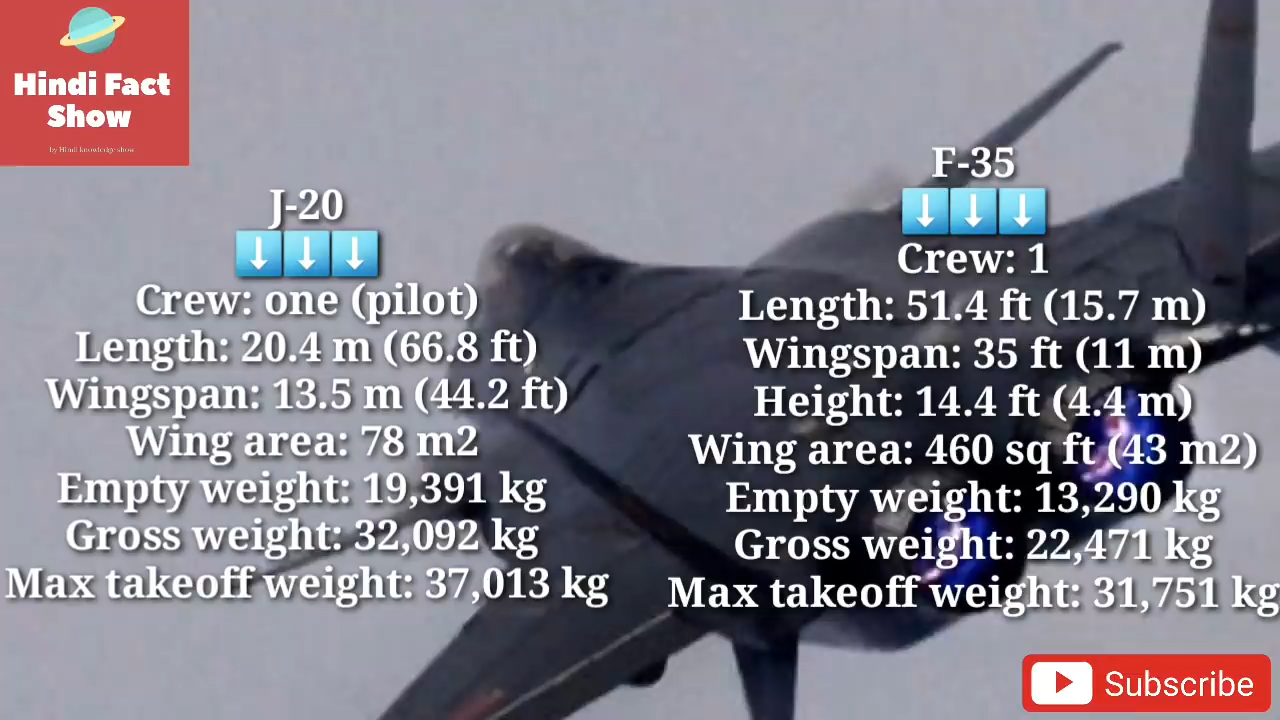 Hindi Fact
Show
by Hindi knowledge show
J-20
⬇️⬇️⬇️
Crew: one (pilot)
Length: 20.4 m (66.8 ft)
Wingspan: 13.5 m (44.2 ft)
Wing area: 78 m2
Empty weight: 19,391 kg
Gross weight: 32,092 kg
Max takeoff weight: 37,013 kg
F-35
⬇️⬇️⬇️
Crew: 1
Length: 51.4 ft (15.7 m)
Wingspan: 35 ft (11 m)
Height: 14.4 ft (4.4 m)
Wing area: 460 sq ft (43 m2)
Empty weight: 13,290 kg
Gross weight: 22,471 kg
Max takeoff weight: 31,751 kg
Subscribe